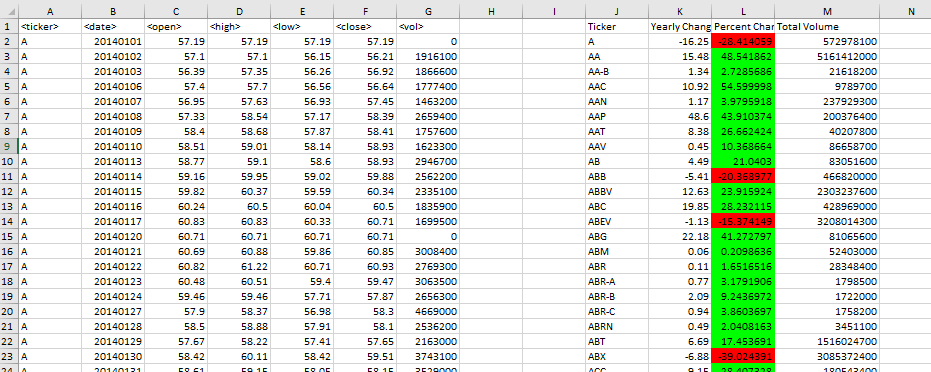 A B C D E F G H I J K L M N
1 <ticker> <date> <open> <high> <low> <close> <vol> Ticker Yearly Chang Percent Char Total Volume
2 A 20140101 57.19 57.19 57.19 57.19 0 A -16.25 -28.414059 572978100
3 A 20140102 57.1 57.1 56.15 56.21 1916100 AA 15.48 48.541862 5161412000
4 A 20140103 56.39 57.35 56.26 56.92 1866600 AA-B 1.34 2.7285686 21618200
5 A 20140106 57.4 57.7 56.56 56.64 1777400 AAC 10.92 54.599998 9789700
6 A 20140107 56.95 57.63 56.93 57.45 1463200 AAN 1.17 3.9795918 237929300
7 A 20140108 57.33 58.54 57.17 58.39 2659400 AAP 48.6 43.910374 200376400
8 A 20140109 58.4 58.68 57.87 58.41 1757600 AAT 8.38 26.662424 40207800
9 A 20140110 58.51 59.01 58.14 58.93 1623300 AAV 0.45 10.368664 86658700
10 A 20140113 58.77 59.1 58.6 58.93 2946700 AB 4.49 21.0403 83051600
11 A 20140114 59.16 59.95 59.02 59.88 2562200 ABB -5.41 -20.368977 466820000
12 A 20140115 59.82 60.37 59.59 60.34 2335100 ABBV 12.63 23.915924 2303237600
13 A 20140116 60.24 60.5 60.04 60.5 1835900 ABC 19.85 28.232115 428969000
14 A 20140117 60.83 60.83 60.33 60.71 1699500 ABEV -1.13 -15.374149 3208014300
15 A 20140120 60.71 60.71 60.71 60.71 0 ABG 22.18 41.272797 81065600
16 A 20140121 60.69 60.88 59.86 60.85 3008400 ABM 0.06 0.2098636 52403000
17 A 20140122 60.82 61.22 60.71 60.93 2769300 ABR 0.11 1.6516516 28348400
18 A 20140123 60.48 60.51 59.4 59.47 3063500 ABR-A 0.77 3.1791906 1798500
19 A 20140124 59.46 59.46 57.71 57.87 2656300 ABR-B 2.09 9.2436972 1722000
20 A 20140127 57.9 58.37 56.98 58.3 4669000 ABR-C 0.94 3.8603697 1758200
21 A 20140128 58.5 58.88 57.91 58.1 2536200 ABRN 0.49 2.0408163 3451100
22 A 20140129 57.67 58.22 57.41 57.65 2163000 ABT 6.69 17.453691 1516024700
23 A 20140130 58.42 60.11 58.42 59.51 3743100 ABX -6.88 -39.024391 3085372400
24 A 20140131 58.61 59.15 58.05 58.15 3529000 ACC 9.15 28.407328 180543400